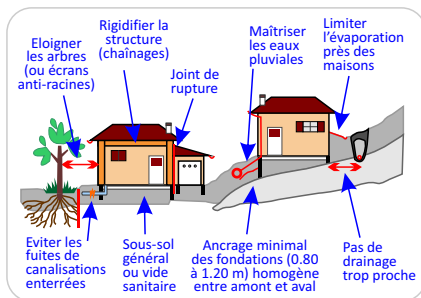 Eloigner
les arbres
(ou écrans
anti-racines)
Rigidifier la
structure
(chaînages)
Joint de
rupture
Maîtriser
les eaux
pluviales
Limiter
l'évaporation
près des
maisons
Eviter les
fuites de
canalisations
enterrées
Sous-sol
général
ou vide
sanitaire
Ancrage minimal
des fondations (0.80
à 1.20 m) homogène
entre amont et aval
Pas de
drainage
trop proche